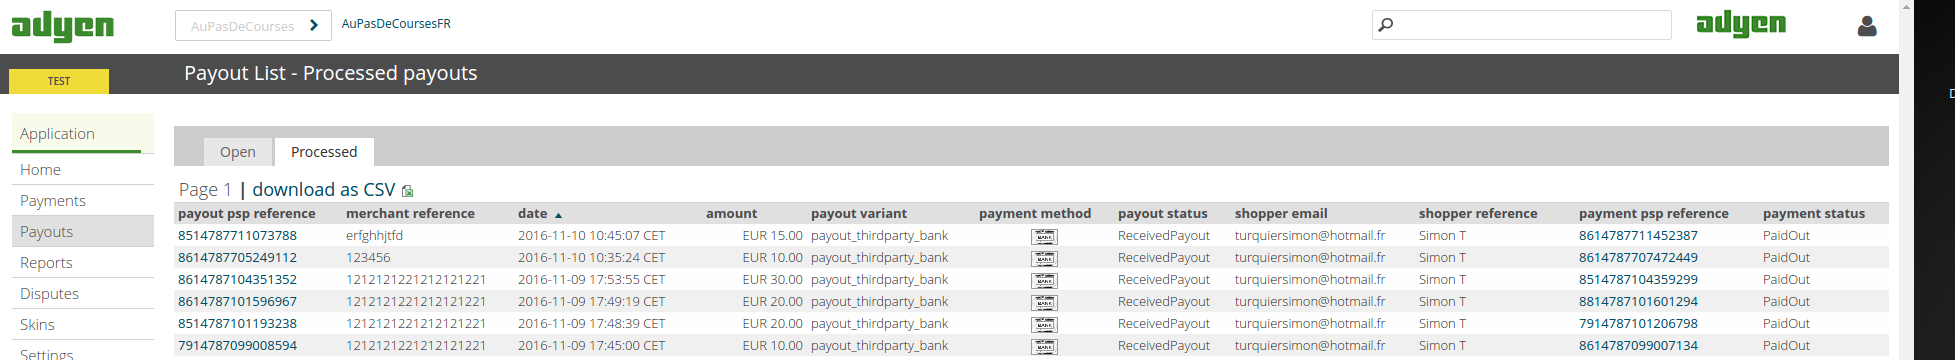 adyen AuPasDeCourses AuPasDeCoursesFR adyen
TEST Payout List - Processed payouts
Application
Home
Payments
Payouts
Reports
Disputes
Skins
Settings
Open Processed
Page 1 | download as CSV
payout psp reference merchant reference date amount payout variant payment method payout status shopper email shopper reference payment psp reference payment status
8514787711073788 erfghhjtfd 2016-11-10 10:45:07 CET EUR 15.00 payout_thirdparty_bank BANK ReceivedPayout turquiersimon@hotmail.fr Simon T 8614787711452387 PaidOut
8614787705249112 123456 2016-11-10 10:35:24 CET EUR 10.00 payout_thirdparty_bank BANK ReceivedPayout turquiersimon@hotmail.fr Simon T 8614787707472449 PaidOut
8614787104351352 1212121221212121221 2016-11-09 17:53:55 CET EUR 30.00 payout_thirdparty_bank BANK ReceivedPayout turquiersimon@hotmail.fr Simon T 8514787104359299 PaidOut
8614787101596967 1212121221212121221 2016-11-09 17:49:19 CET EUR 20.00 payout_thirdparty_bank BANK ReceivedPayout turquiersimon@hotmail.fr Simon T 8814787101601294 PaidOut
8514787101193238 1212121221212121221 2016-11-09 17:48:39 CET EUR 20.00 payout_thirdparty_bank BANK ReceivedPayout turquiersimon@hotmail.fr Simon T 7914787101206798 PaidOut
7914787099008594 1212121221212121221 2016-11-09 17:45:00 CET EUR 10.00 payout_thirdparty_bank BANK ReceivedPayout turquiersimon@hotmail.fr Simon T 8614787099007134 PaidOut